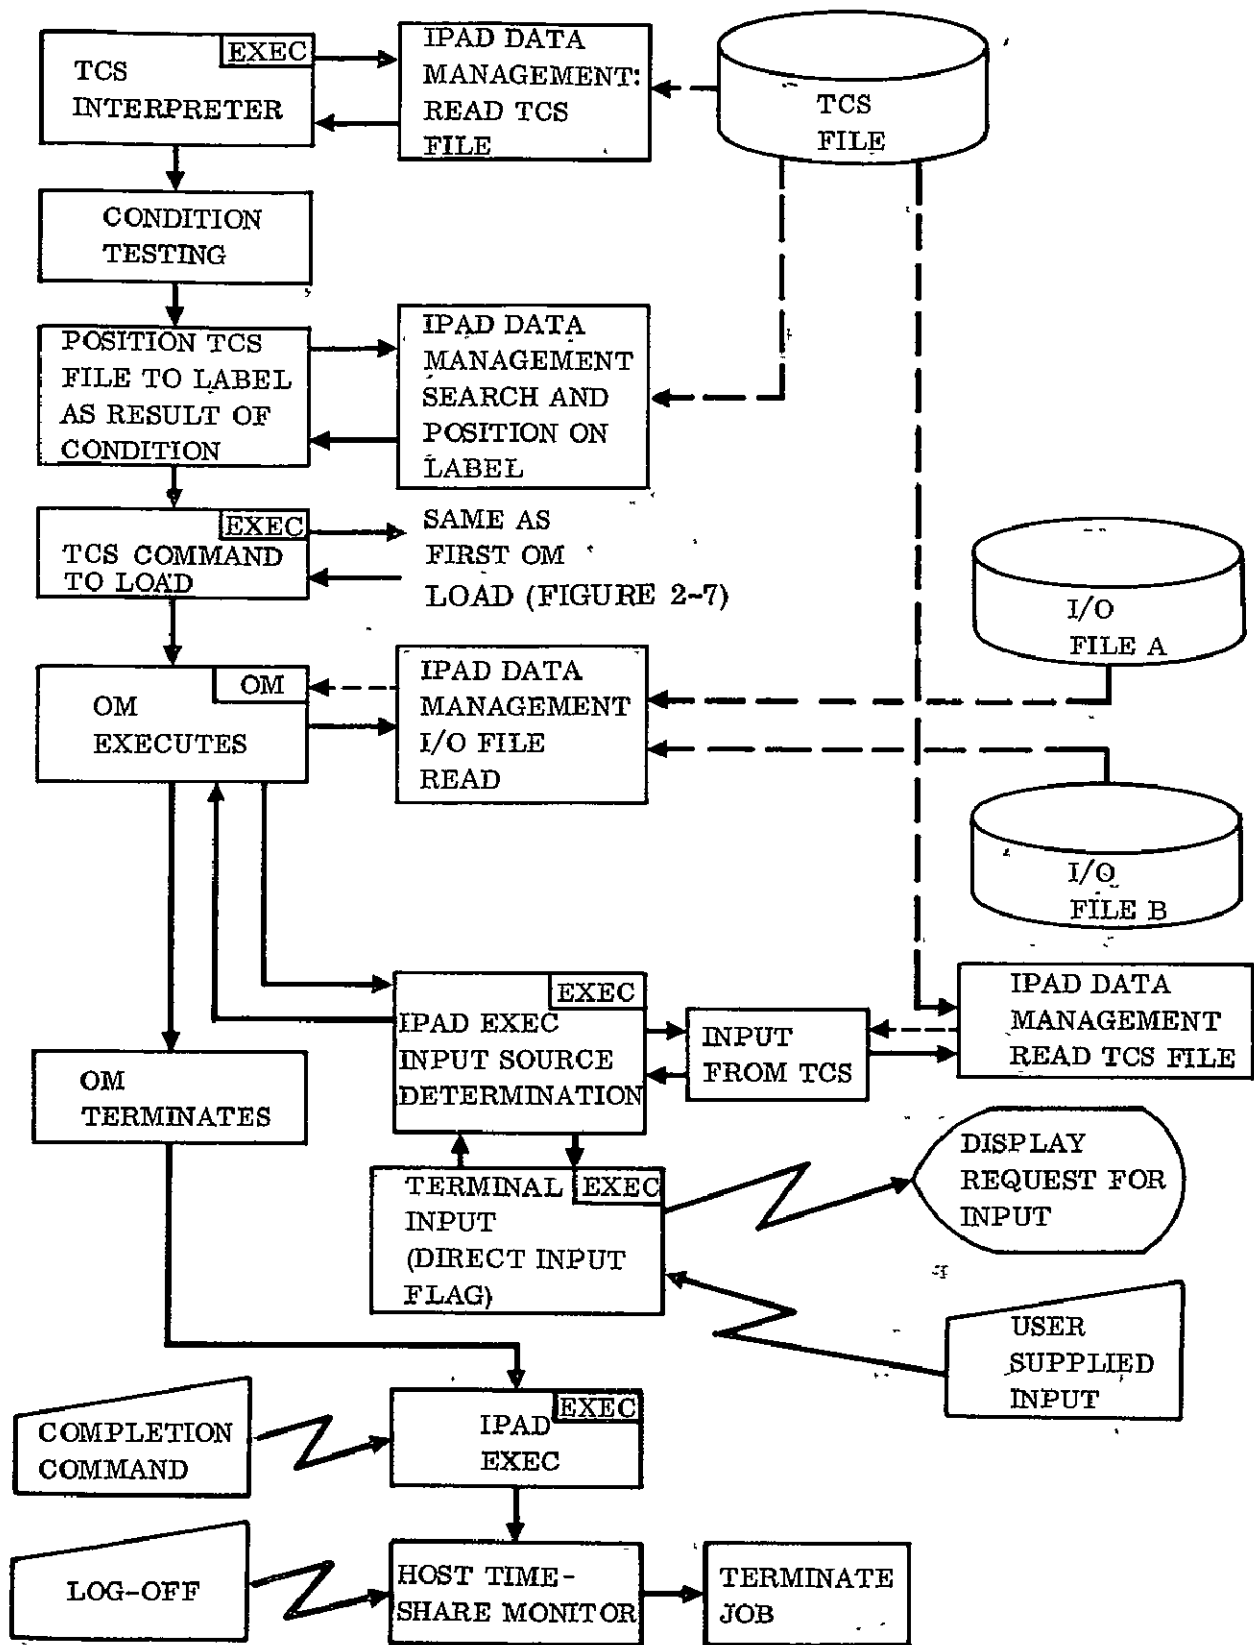 EXEC
TCS
INTERPRETER
IPAD DATA
MANAGEMENT:
READ TCS
FILE
TCS
FILE
CONDITION
TESTING
POSITION TCS
FILE TO LABEL
AS RESULT OF
CONDITION
IPAD DATA
MANAGEMENT
SEARCH AND
POSITION ON
LABEL
EXEC
TCS COMMAND
TO LOAD
SAME AS
FIRST OM
LOAD (FIGURE 2-7)
I/O
FILE A
OM
OM
EXECUTES
IPAD DATA
MANAGEMENT
I/O FILE
READ
I/O
FILE B
EXEC
IPAD EXEC
INPUT SOURCE
DETERMINATION
INPUT
FROM TCS
IPAD DATA
MANAGEMENT
READ TCS FILE
OM
TERMINATES
EXEC
TERMINAL
INPUT
(DIRECT INPUT
FLAG)
DISPLAY
REQUEST FOR
INPUT
USER
SUPPLIED
INPUT
COMPLETION
COMMAND
EXEC
IPAD
EXEC
LOG-OFF
HOST TIME-
SHARE MONITOR
TERMINATE
JOB